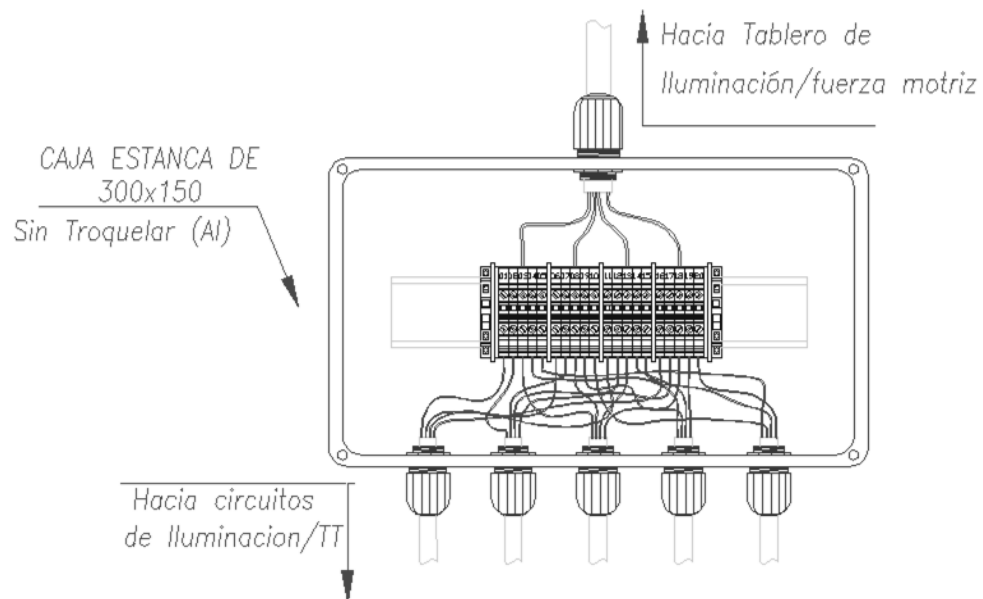 Hacia Tablero de
Iluminación/fuerza motriz
CAJA ESTANCA DE
300x150
Sin Troquelar (Al)
Hacia circuitos
de Iluminacion/TT